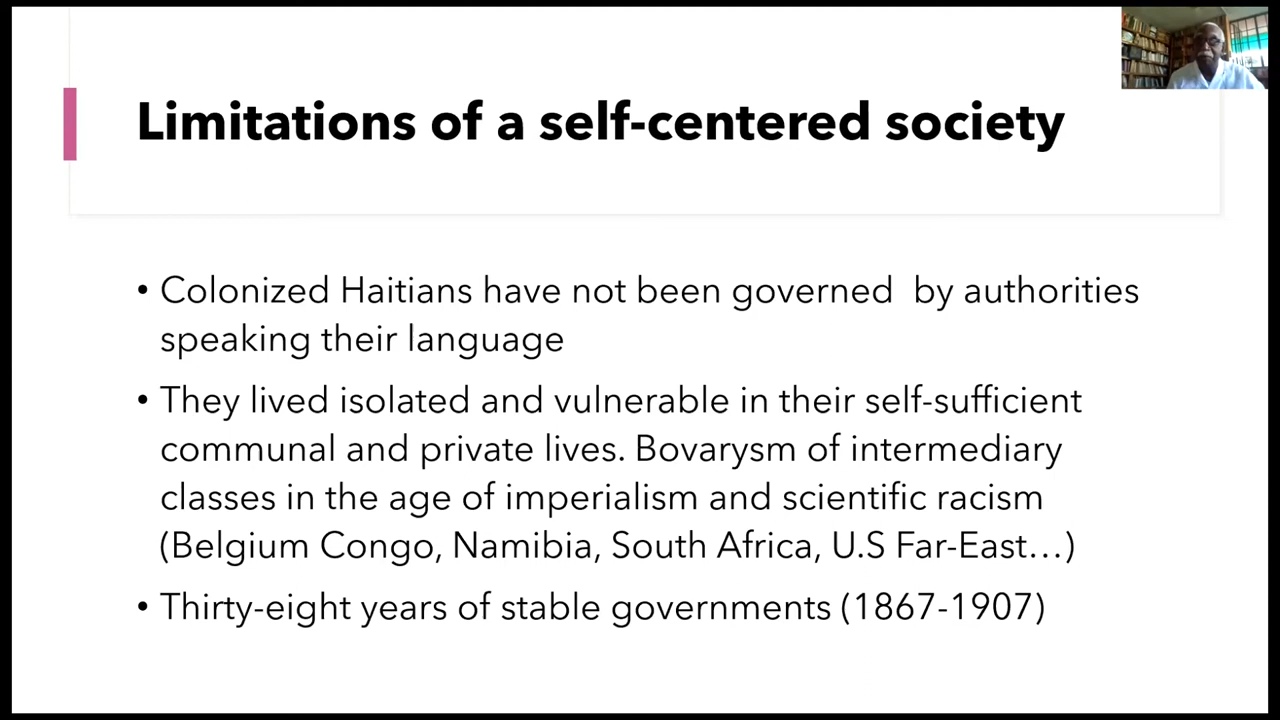 Limitations of a self-centered society
• Colonized Haitians have not been governed  by authorities
speaking their language
• They lived isolated and vulnerable in their self-sufficient
communal and private lives. Bovarysm of intermediary
classes in the age of imperialism and scientific racism
(Belgium Congo, Namibia, South Africa, U.S Far-East…)
• Thirty-eight years of stable governments (1867-1907)